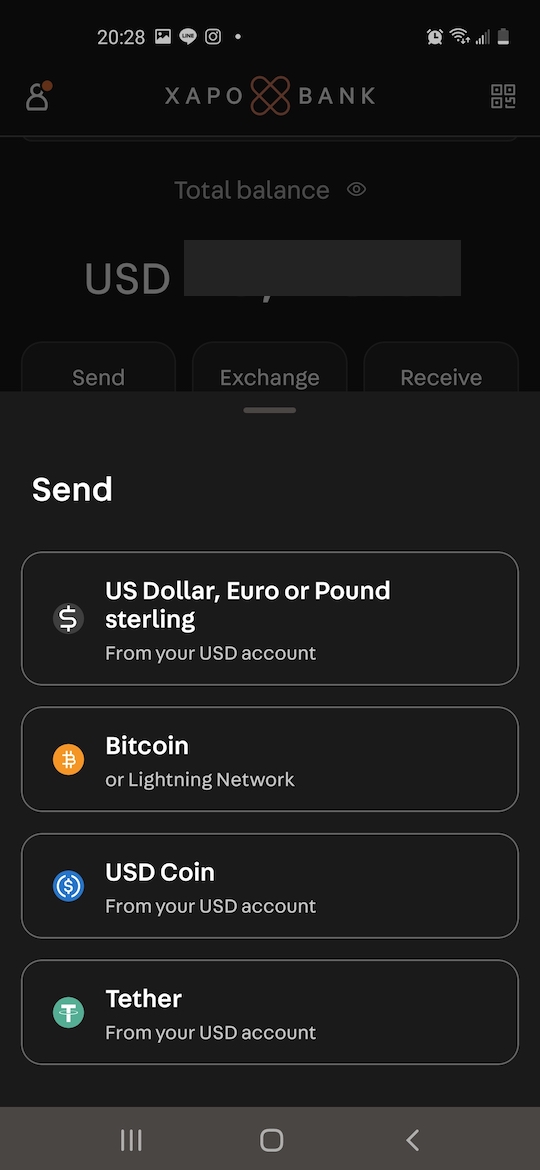 20:28
XAPO BANK
Total balance
USD
Send
Exchange
Receive
Send
US Dollar, Euro or Pound
sterling
From your USD account
Bitcoin
or Lightning Network
USD Coin
From your USD account
Tether
From your USD account